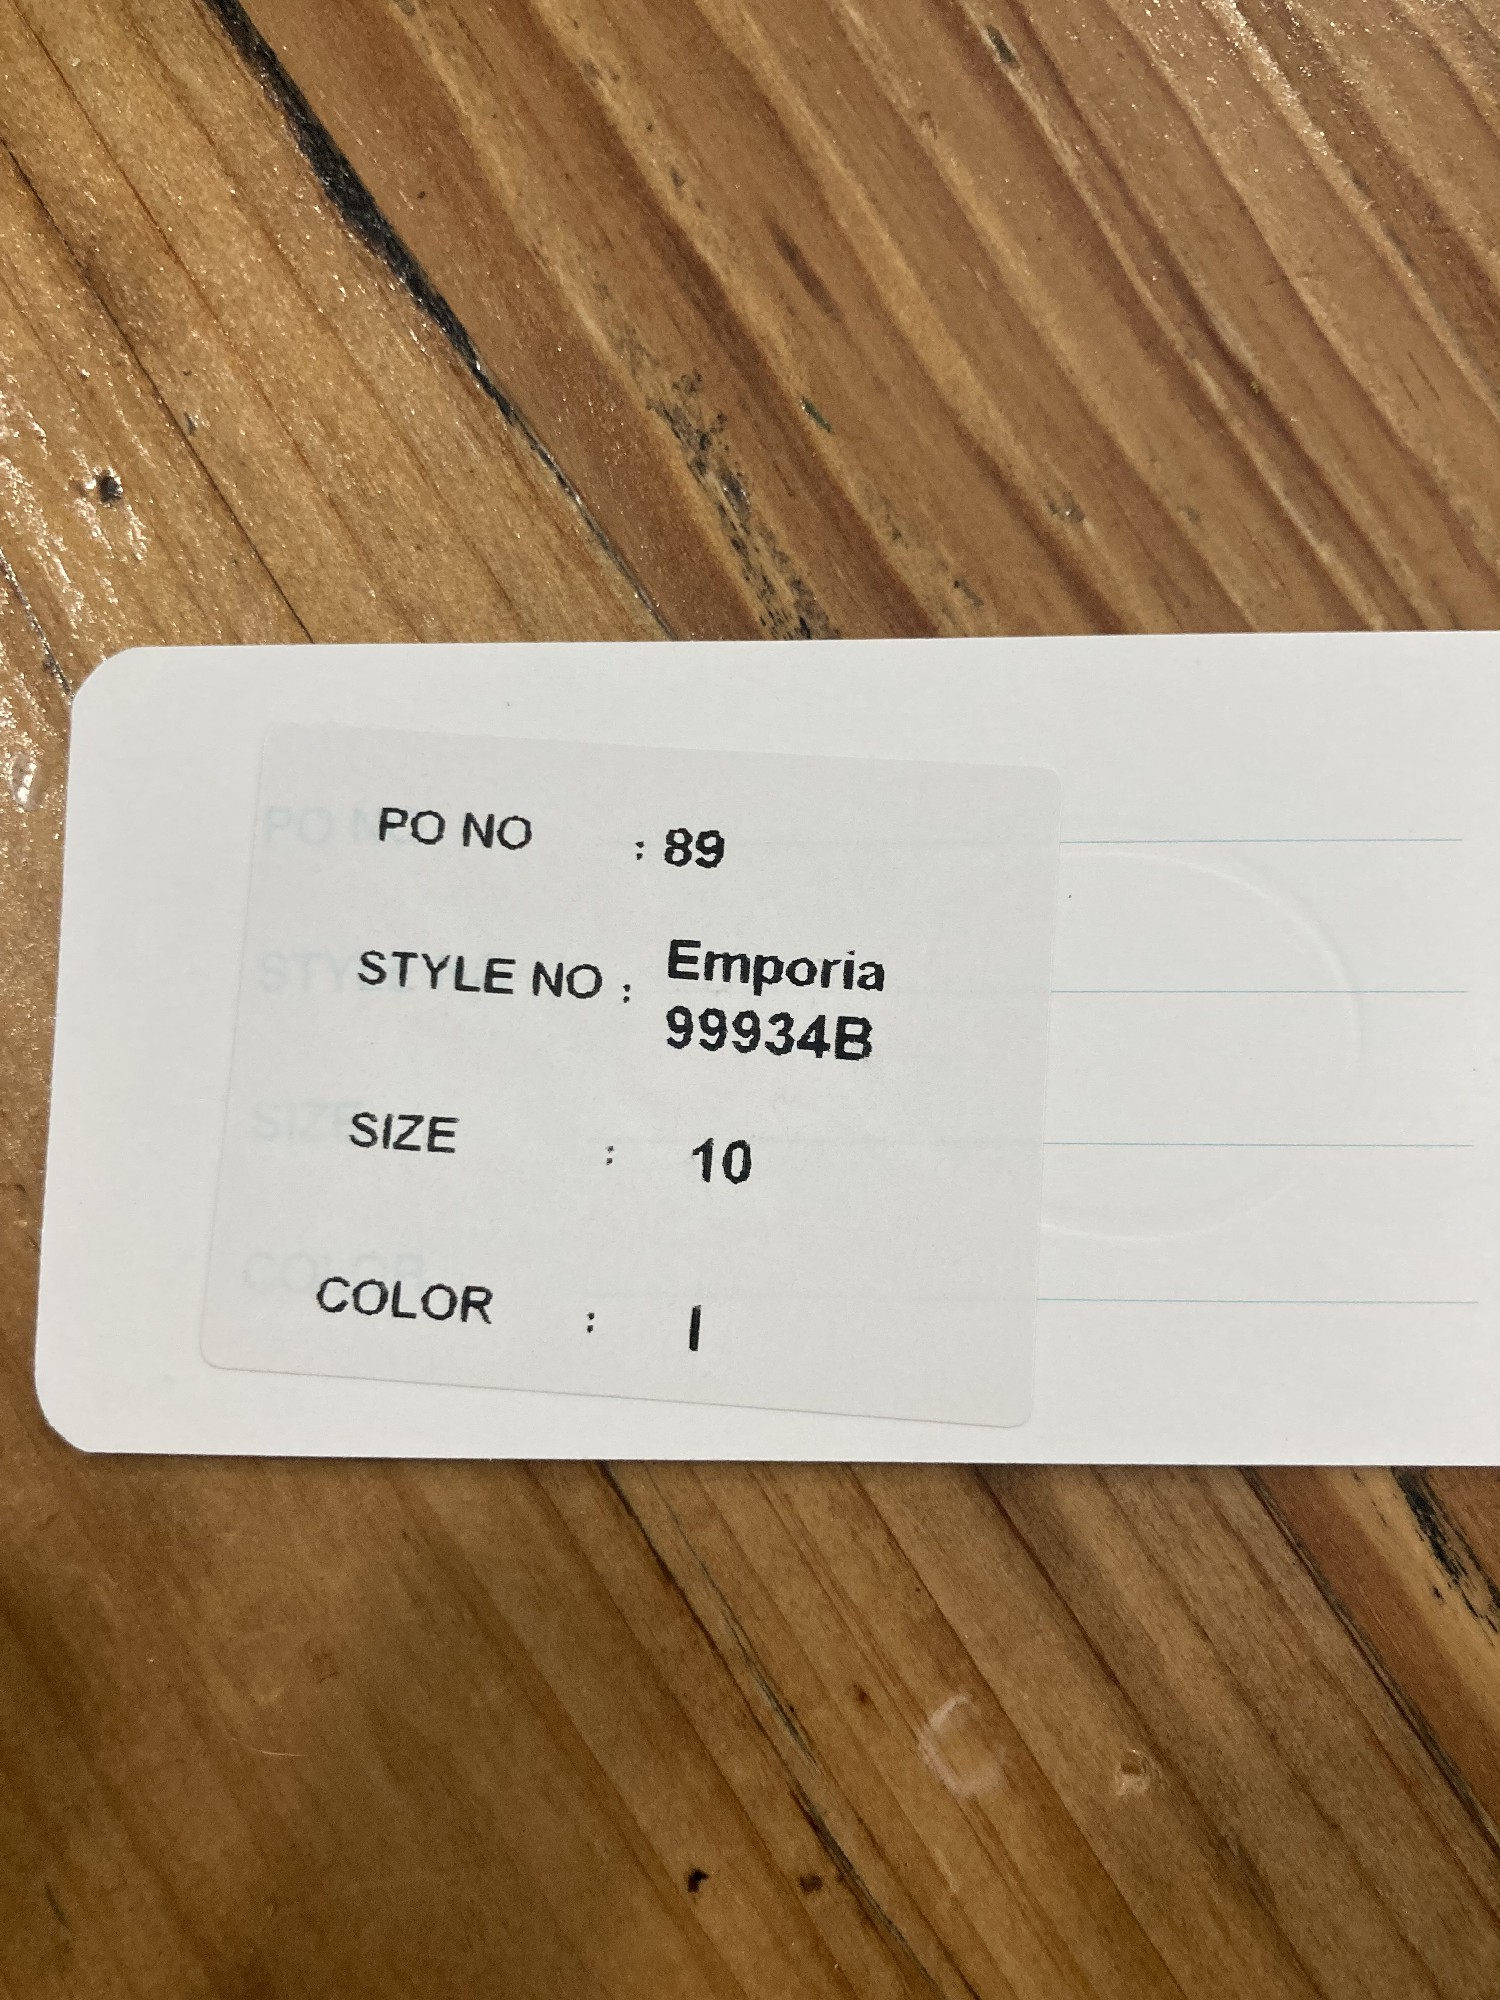 PO NO : 89
STYLE NO : Emporia
99934B
SIZE : 10
COLOR : I